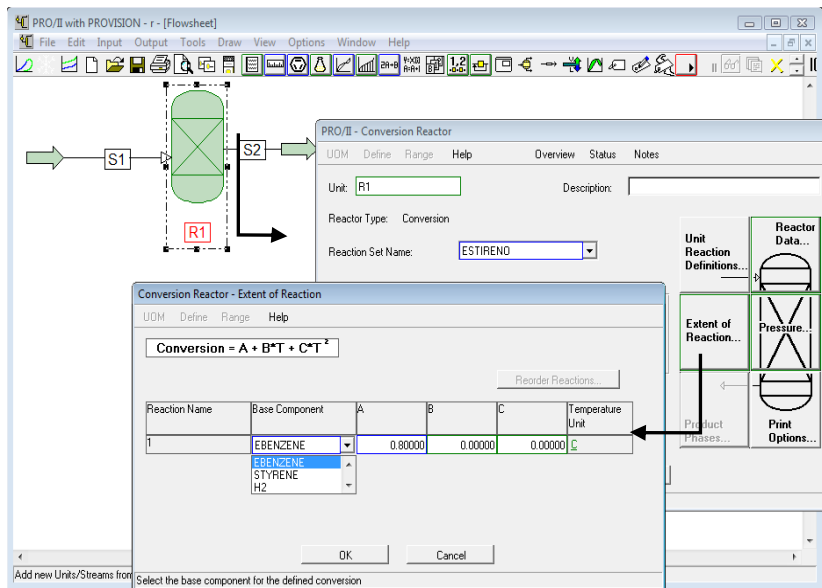 PRO/II with PROVISION - r - [Flowsheet]
File Edit Input Output Tools Draw View Options Window Help
S1
S2
R1
PRO/II - Conversion Reactor
UOM Define Range Help Overview Status Notes
Unit: R1 Description:
Reactor Type: Conversion
Reaction Set Name: ESTIRENO
Unit
Reaction
Definitions...
Reactor
Data...
Extent of
Reaction...
Pressure...
Product
Phases...
Print
Options...
Conversion Reactor - Extent of Reaction
UOM Define Range Help
Conversion = A + B*T + C*T²
Reorder Reactions...
Reaction Name Base Component A B C Temperature
Unit
1 EBENZENE 0.80000 0.00000 0.00000 C
EBENZENE
STYRENE
H2
OK Cancel
Add new Units/Streams from
Select the base component for the defined conversion